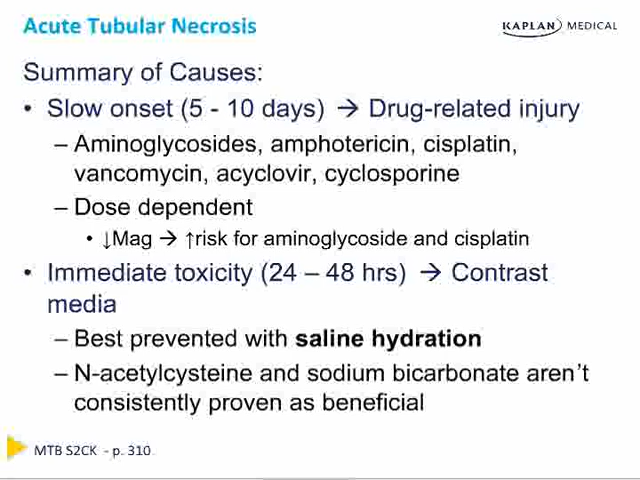 Acute Tubular Necrosis
KAPLAN MEDICAL
Summary of Causes:
• Slow onset (5 - 10 days) → Drug-related injury
– Aminoglycosides, amphotericin, cisplatin,
vancomycin, acyclovir, cyclosporine
– Dose dependent
• ↓Mag → ↑risk for aminoglycoside and cisplatin
• Immediate toxicity (24 – 48 hrs) → Contrast
media
– Best prevented with saline hydration
– N-acetylcysteine and sodium bicarbonate aren't
consistently proven as beneficial
MTB S2CK - p. 310